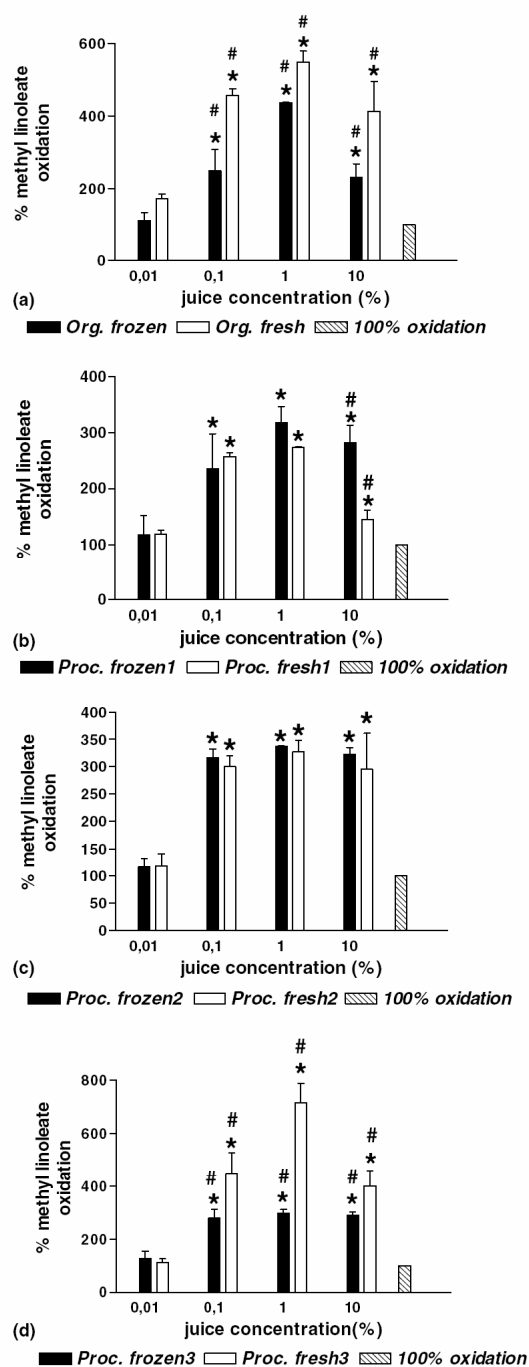 600
400
200
0
% methyl linoleate
oxidation
# # # # # #
* * * * * *
0,01 0,1 1 10
juice concentration (%)
(a)
Org. frozen Org. fresh 100% oxidation
400
300
200
100
0
% methyl linoleate
oxidation
* * * * # * # *
0,01 0,1 1 10
juice concentration (%)
(b)
Proc. frozen1 Proc. fresh1 100% oxidation
400
350
300
250
200
150
100
50
0
% methyl linoleate
oxidation
* * * * * *
0,01 0,1 1 10
juice concentration (%)
(c)
Proc. frozen2 Proc. fresh2 100% oxidation
800
600
400
200
0
% methyl linoleate
oxidation
# # # # # #
* * * * * *
0,01 0,1 1 10
juice concentration(%)
(d)
Proc. frozen3 Proc. fresh3 100% oxidation